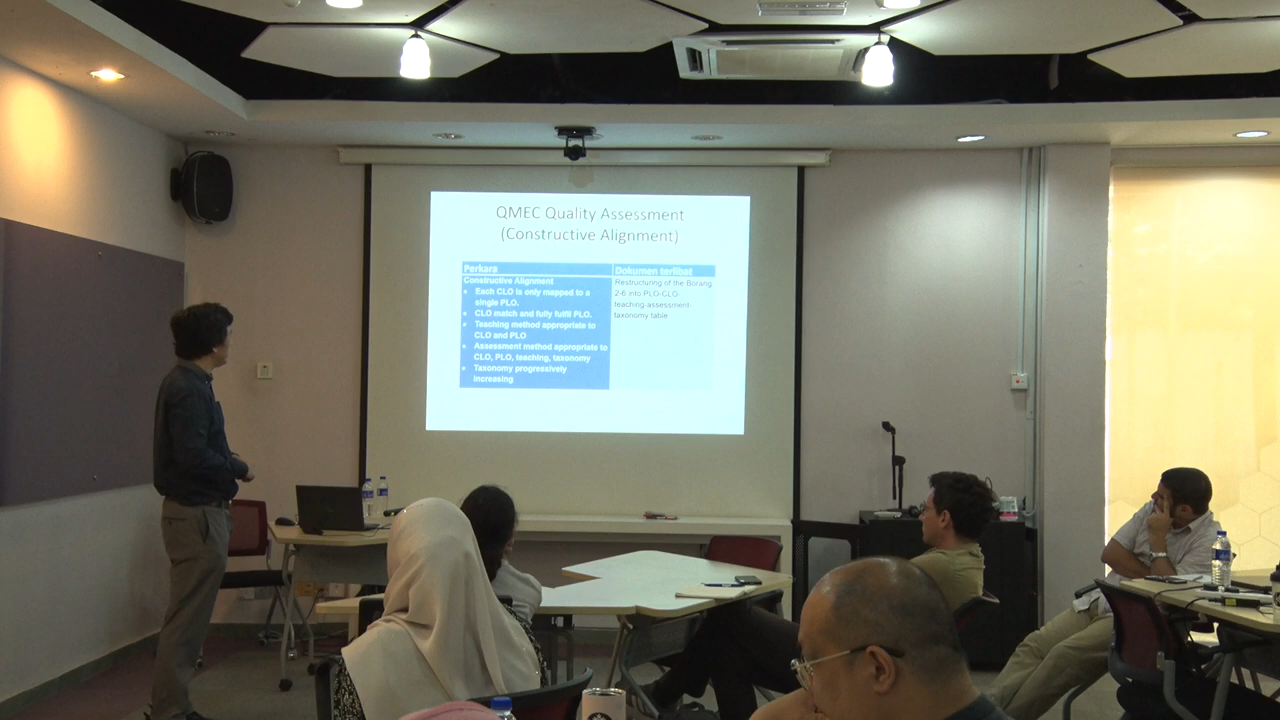 QMEC Quality Assessment
(Constructive Alignment)
Perkara
Constructive Alignment
• Each CLO is only mapped to a
single PLO.
• CLO match and fully fulfil PLO.
• Teaching method appropriate to
CLO and PLO
• Assessment method appropriate to
CLO, PLO, teaching, taxonomy
• Taxonomy progressively
increasing
Dokumen terlibat
Restructuring of the Borang
2-6 into PLO-CLO-
teaching-assessment-
taxonomy table